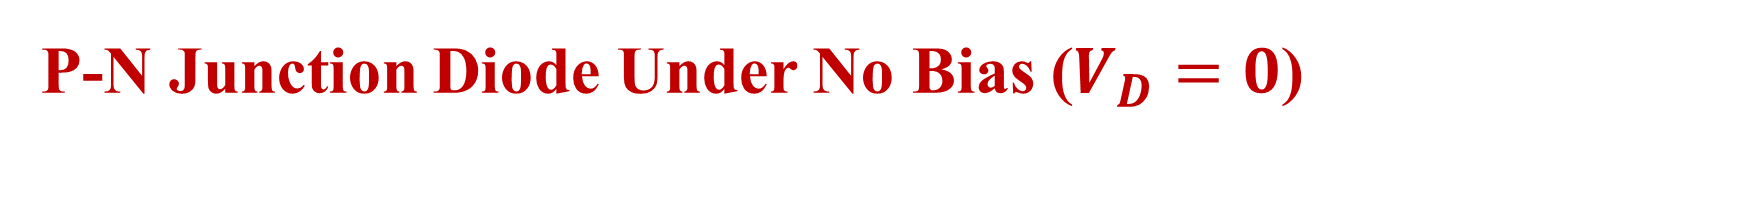 P-N Junction Diode Under No Bias (V_D = 0)